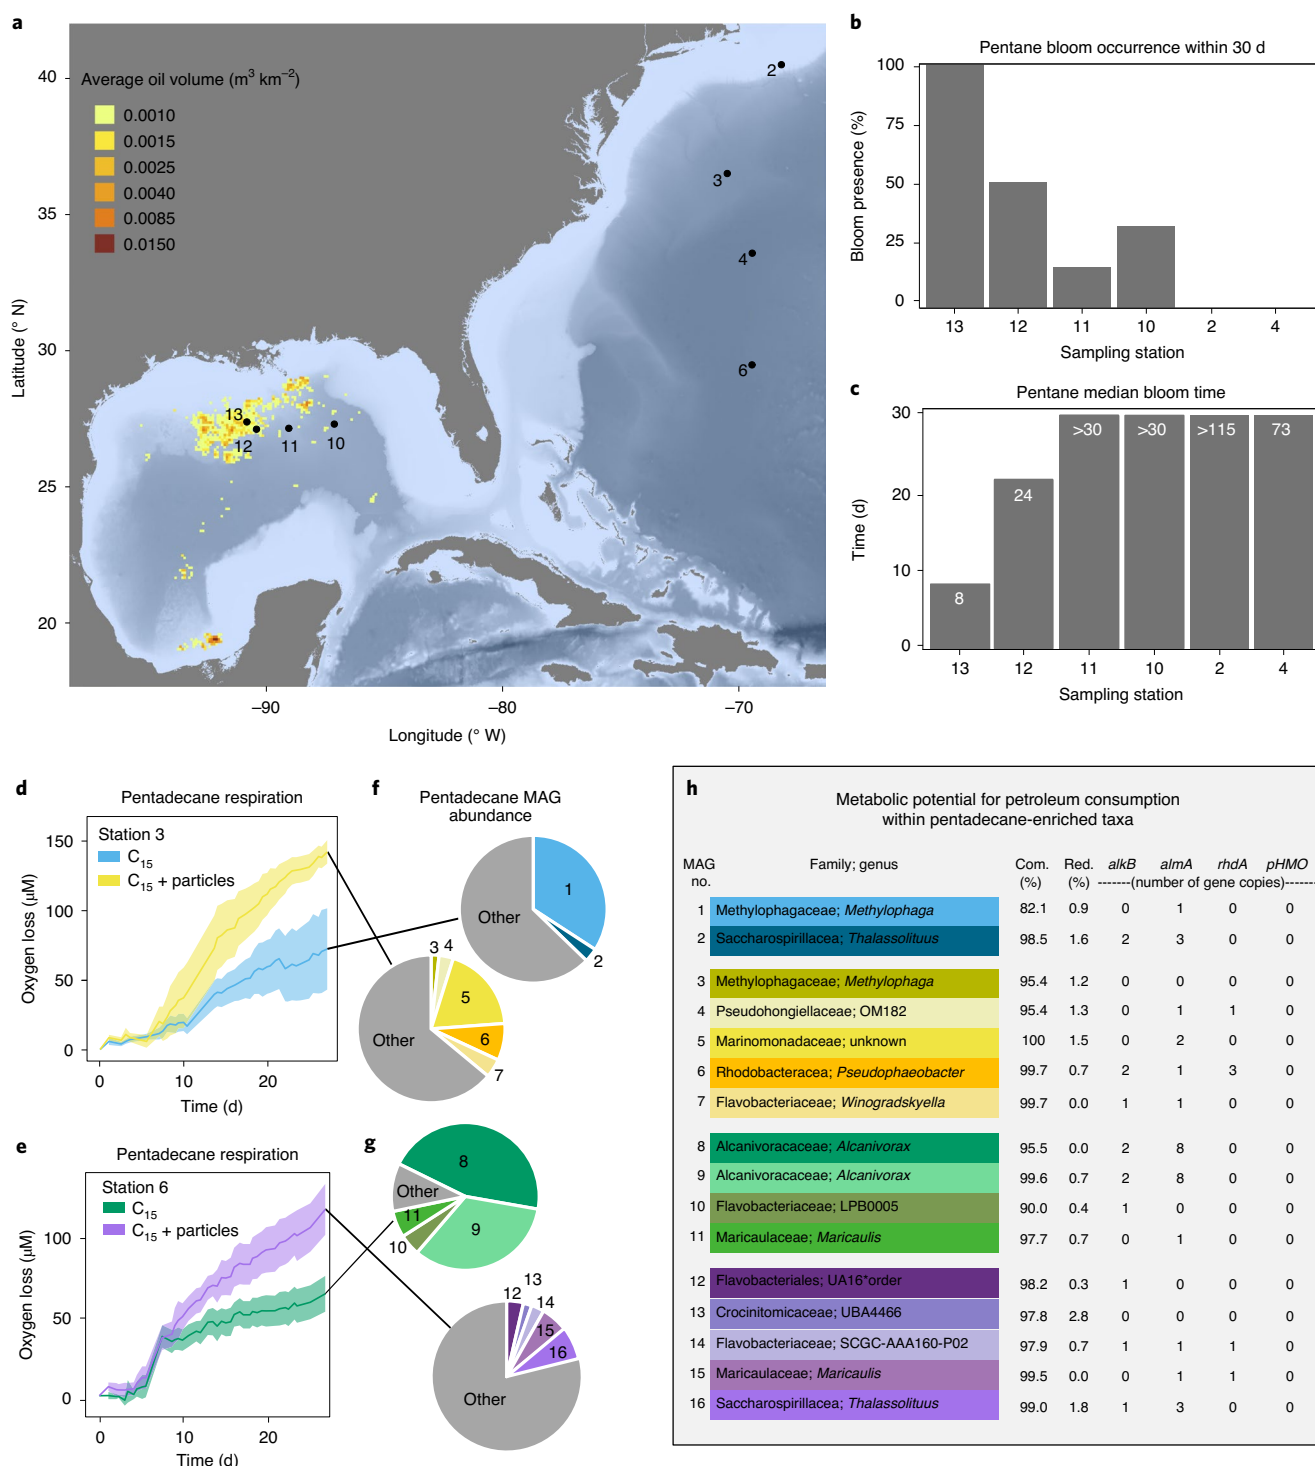 a
Average oil volume (m³ km⁻²)
0.0010
0.0015
0.0025
0.0040
0.0085
0.0150
40
35
30
25
20
Latitude (° N)
2
3
4
6
13
12
11
10
−90
−80
−70
Longitude (° W)
b
Pentane bloom occurrence within 30 d
100
75
50
25
0
Bloom presence (%)
13 12 11 10 2 4
Sampling station
c
Pentane median bloom time
30
20
10
0
Time (d)
8 24 >30 >30 >115 73
13 12 11 10 2 4
Sampling station
d
Pentadecane respiration
Station 3
C₁₅
C₁₅ + particles
150
100
50
0
Oxygen loss (µM)
0 10 20
Time (d)
f
Pentadecane MAG
abundance
1
Other
2
3 4
5
Other
6
7
e
Pentadecane respiration
Station 6
C₁₅
C₁₅ + particles
100
50
0
Oxygen loss (µM)
0 10 20
Time (d)
g
8
Other
11
9
10
13
12 14
15
16
Other
h
Metabolic potential for petroleum consumption
within pentadecane-enriched taxa
MAG Family; genus Com. Red. alkB almA rhdA pHMO
no. (%) (%) -------(number of gene copies)------
1 Methylophagaceae; Methylophaga 82.1 0.9 0 1 0 0
2 Saccharospirillacea; Thalassolituus 98.5 1.6 2 3 0 0
3 Methylophagaceae; Methylophaga 95.4 1.2 0 0 0 0
4 Pseudohongiellaceae; OM182 95.4 1.3 0 1 1 0
5 Marinomonadaceae; unknown 100 1.5 0 2 0 0
6 Rhodobacteracea; Pseudophaeobacter 99.7 0.7 2 1 3 0
7 Flavobacteriaceae; Winogradskyella 99.7 0.0 1 1 0 0
8 Alcanivoracaceae; Alcanivorax 95.5 0.0 2 8 0 0
9 Alcanivoracaceae; Alcanivorax 99.6 0.7 2 8 0 0
10 Flavobacteriaceae; LPB0005 90.0 0.4 1 0 0 0
11 Maricaulaceae; Maricaulis 97.7 0.7 0 1 0 0
12 Flavobacteriales; UA16*order 98.2 0.3 1 0 0 0
13 Crocinitomicaceae; UBA4466 97.8 2.8 0 0 0 0
14 Flavobacteriaceae; SCGC-AAA160-P02 97.9 0.7 1 1 1 0
15 Maricaulaceae; Maricaulis 99.5 0.0 0 1 1 0
16 Saccharospirillacea; Thalassolituus 99.0 1.8 1 3 0 0